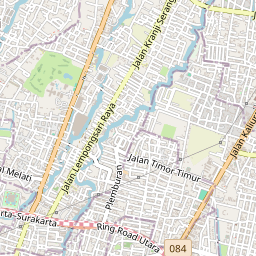 Jalan Kranji Serang
Jalan Lempongsari Raya
Jalan Kaliur
Jalan Timor Timur
al Melati
Plemburan
arta-Surakarta
Ring Road Utara
084